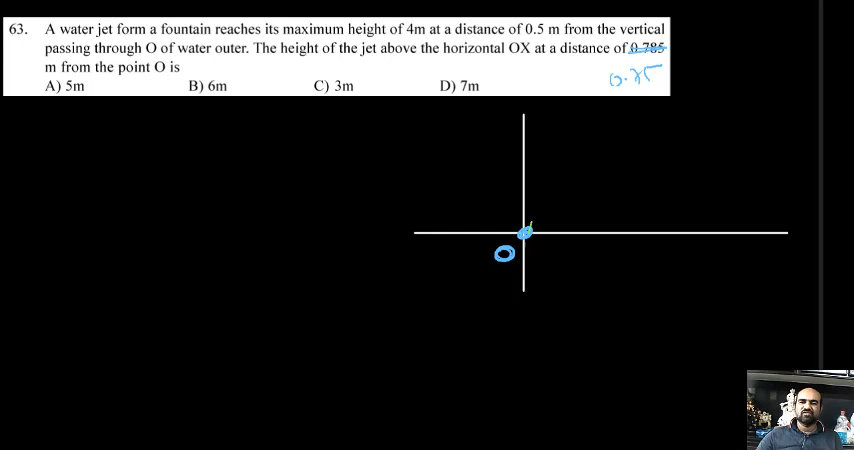 63. A water jet form a fountain reaches its maximum height of 4m at a distance of 0.5 m from the vertical
passing through O of water outer. The height of the jet above the horizontal OX at a distance of 0.785
m from the point O is
0.75
A) 5m B) 6m C) 3m D) 7m
O